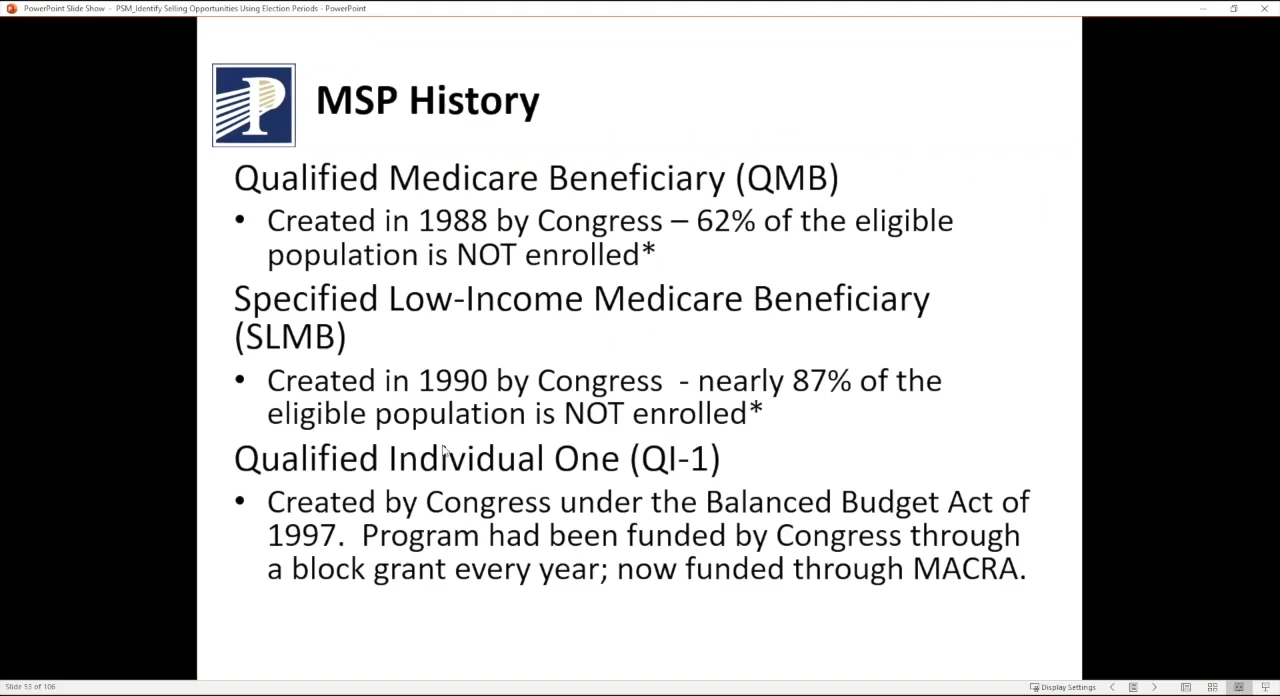 PowerPoint Slide Show - PSM_Identify Selling Opportunities Using Election Periods - PowerPoint
P
MSP History
Qualified Medicare Beneficiary (QMB)
• Created in 1988 by Congress – 62% of the eligible
population is NOT enrolled*
Specified Low-Income Medicare Beneficiary
(SLMB)
• Created in 1990 by Congress  - nearly 87% of the
eligible population is NOT enrolled*
Qualified Individual One (QI-1)
• Created by Congress under the Balanced Budget Act of
1997.  Program had been funded by Congress through
a block grant every year; now funded through MACRA.
Slide 53 of 106
Display Settings